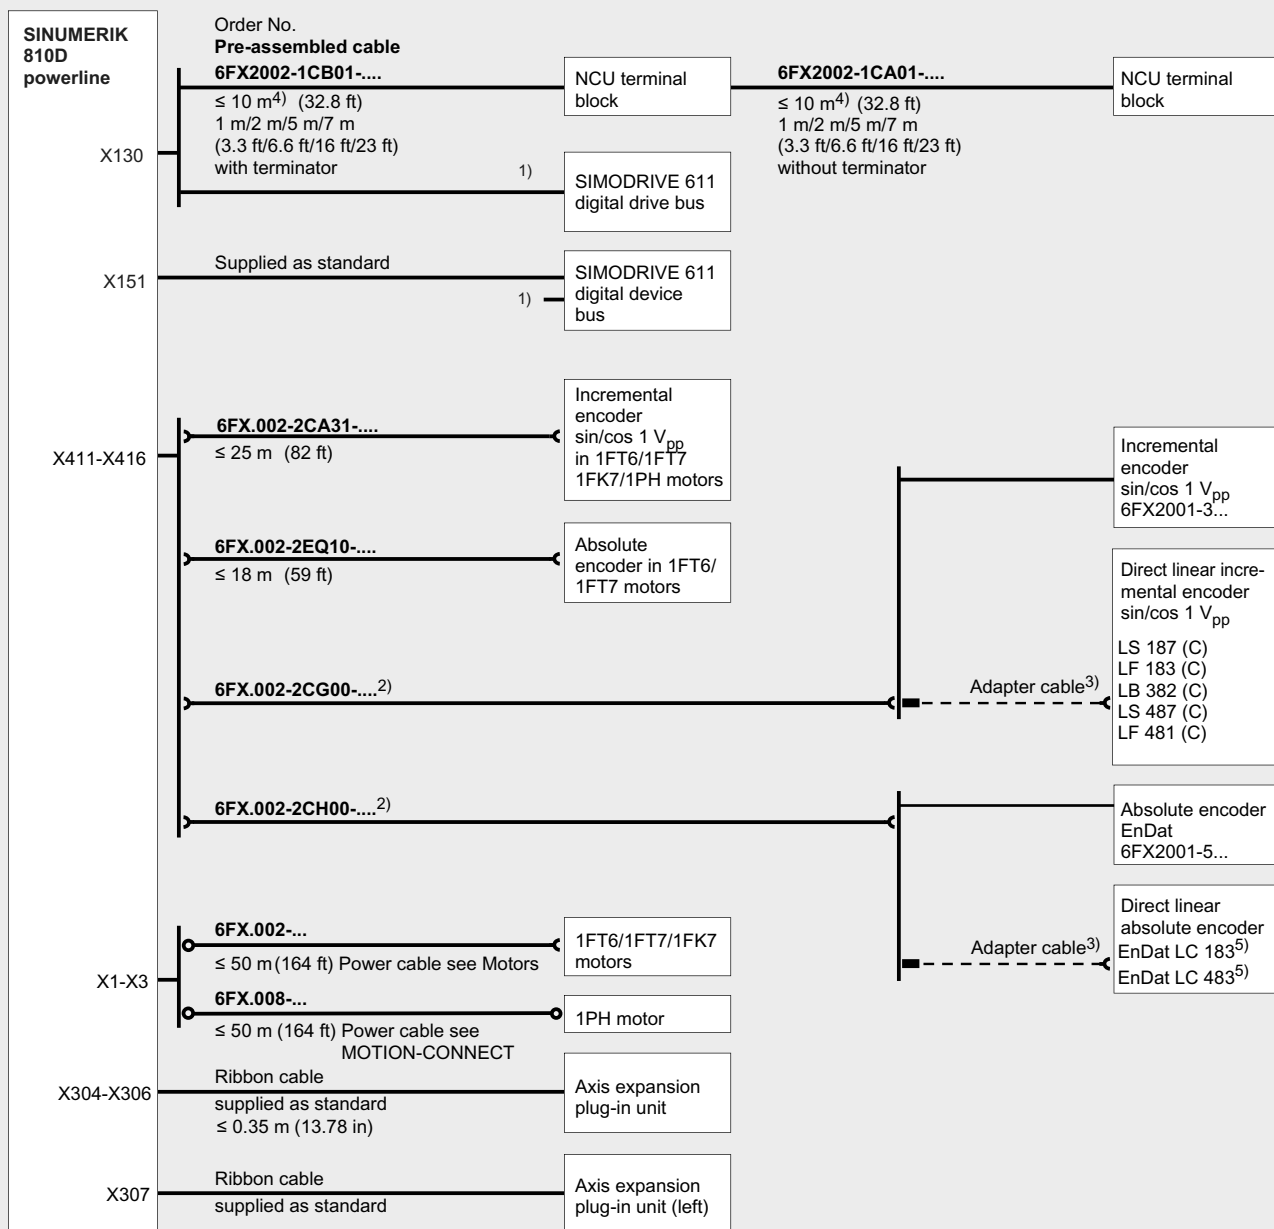 SINUMERIK
810D
powerline
Order No.
Pre-assembled cable
6FX2002-1CB01-....
≤ 10 m4) (32.8 ft)
1 m/2 m/5 m/7 m
(3.3 ft/6.6 ft/16 ft/23 ft)
with terminator
NCU terminal
block
6FX2002-1CA01-....
≤ 10 m4) (32.8 ft)
1 m/2 m/5 m/7 m
(3.3 ft/6.6 ft/16 ft/23 ft)
without terminator
NCU terminal
block
X130
1)
SIMODRIVE 611
digital drive bus
X151
Supplied as standard
1)
SIMODRIVE 611
digital device
bus
X411-X416
6FX.002-2CA31-....
≤ 25 m (82 ft)
Incremental
encoder
sin/cos 1 Vpp
in 1FT6/1FT7
1FK7/1PH motors
6FX.002-2EQ10-....
≤ 18 m (59 ft)
Absolute
encoder in 1FT6/
1FT7 motors
6FX.002-2CG00-....2)
Incremental
encoder
sin/cos 1 Vpp
6FX2001-3...
Adapter cable3)
Direct linear incre-
mental encoder
sin/cos 1 Vpp
LS 187 (C)
LF 183 (C)
LB 382 (C)
LS 487 (C)
LF 481 (C)
6FX.002-2CH00-....2)
Absolute encoder
EnDat
6FX2001-5...
Adapter cable3)
Direct linear
absolute encoder
EnDat LC 1835)
EnDat LC 4835)
X1-X3
6FX.002-...
≤ 50 m (164 ft) Power cable see Motors
1FT6/1FT7/1FK7
motors
6FX.008-...
≤ 50 m (164 ft) Power cable see
MOTION-CONNECT
1PH motor
X304-X306
Ribbon cable
supplied as standard
≤ 0.35 m (13.78 in)
Axis expansion
plug-in unit
X307
Ribbon cable
supplied as standard
Axis expansion
plug-in unit (left)